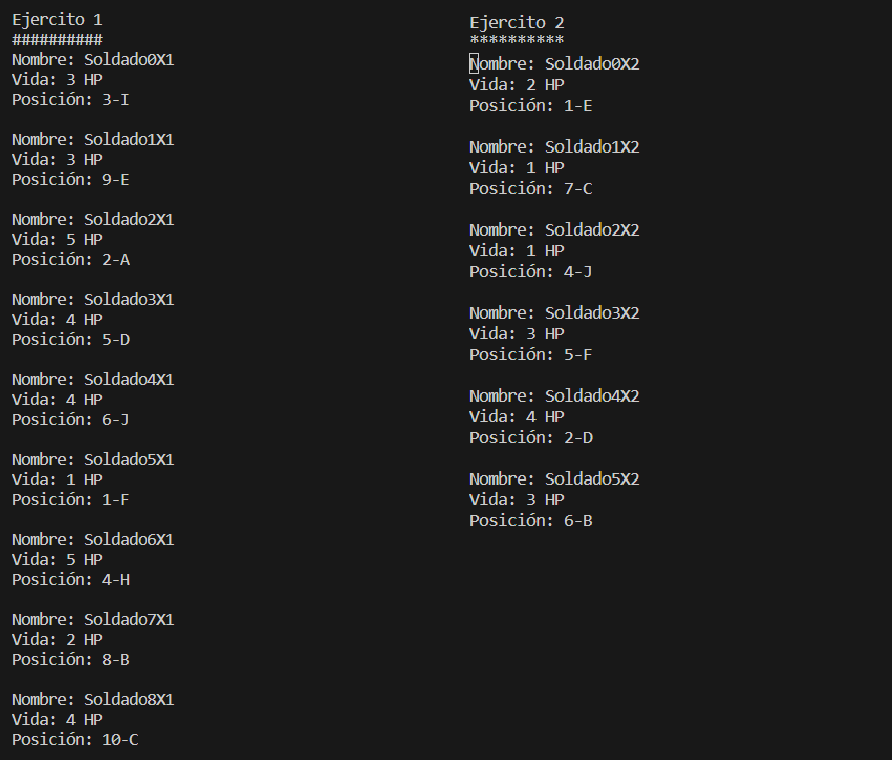 Ejercito 1
##########
Nombre: Soldado0X1
Vida: 3 HP
Posición: 3-I
Nombre: Soldado1X1
Vida: 3 HP
Posición: 9-E
Nombre: Soldado2X1
Vida: 5 HP
Posición: 2-A
Nombre: Soldado3X1
Vida: 4 HP
Posición: 5-D
Nombre: Soldado4X1
Vida: 4 HP
Posición: 6-J
Nombre: Soldado5X1
Vida: 1 HP
Posición: 1-F
Nombre: Soldado6X1
Vida: 5 HP
Posición: 4-H
Nombre: Soldado7X1
Vida: 2 HP
Posición: 8-B
Nombre: Soldado8X1
Vida: 4 HP
Posición: 10-C
Ejercito 2
**********
Nombre: Soldado0X2
Vida: 2 HP
Posición: 1-E
Nombre: Soldado1X2
Vida: 1 HP
Posición: 7-C
Nombre: Soldado2X2
Vida: 1 HP
Posición: 4-J
Nombre: Soldado3X2
Vida: 3 HP
Posición: 5-F
Nombre: Soldado4X2
Vida: 4 HP
Posición: 2-D
Nombre: Soldado5X2
Vida: 3 HP
Posición: 6-B